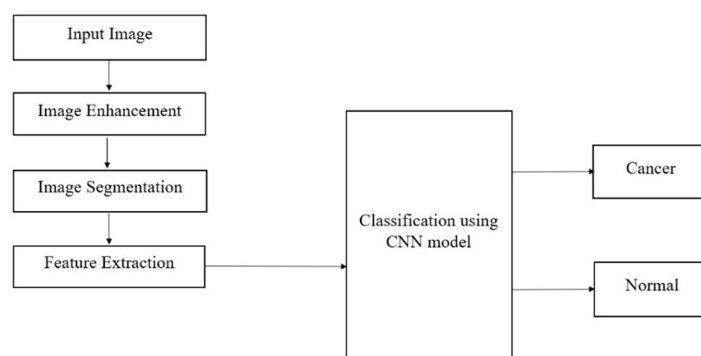 Input Image
Image Enhancement
Image Segmentation
Feature Extraction
Classification using
CNN model
Cancer
Normal